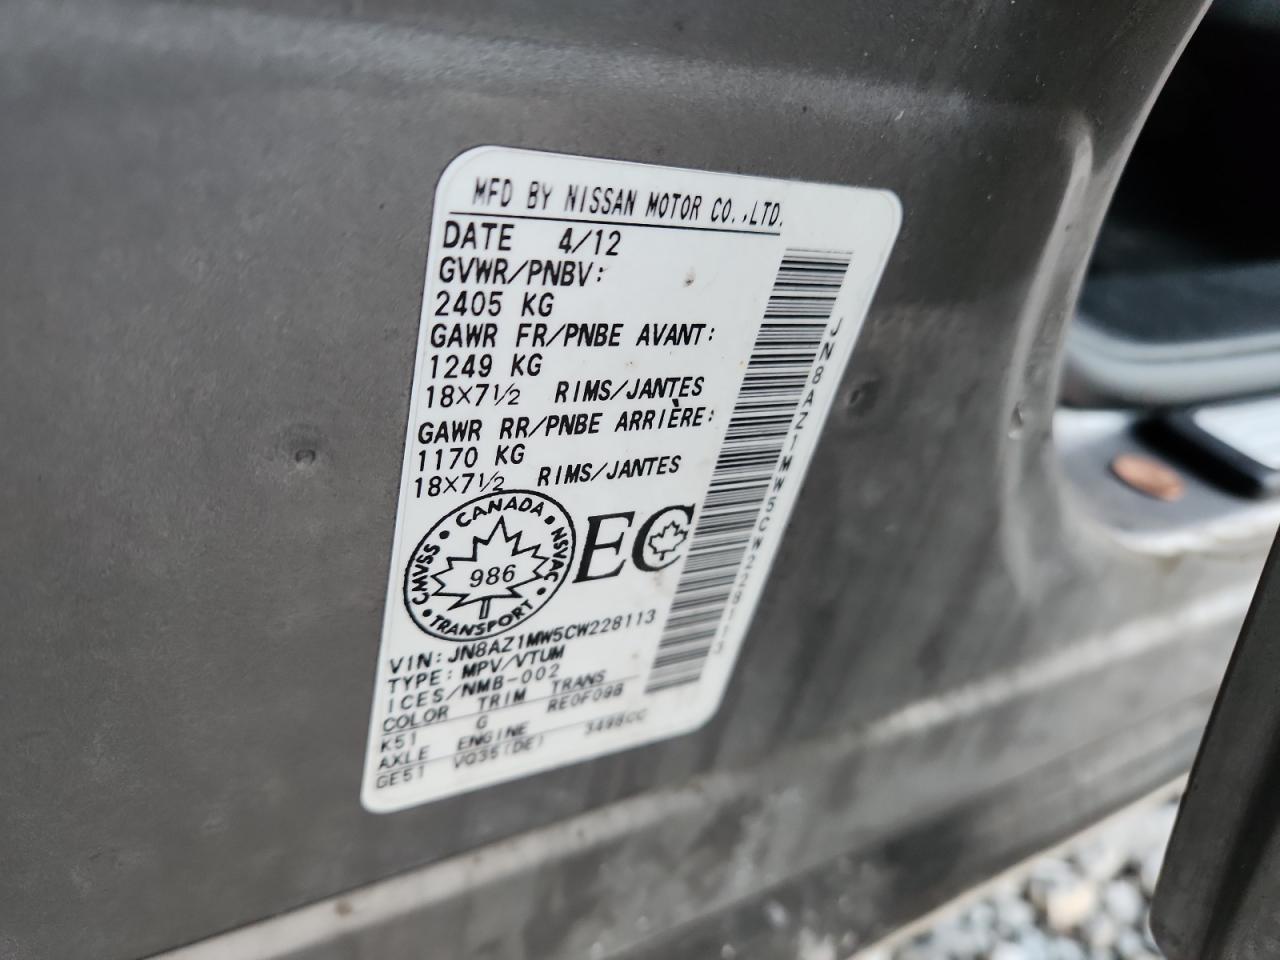 MFD BY NISSAN MOTOR CO.,LTD.
DATE 4/12
GVWR/PNBV:
2405 KG
GAWR FR/PNBE AVANT:
1249 KG
18×7½ RIMS/JANTES
GAWR RR/PNBE ARRIÈRE:
1170 KG
18×7½ RIMS/JANTES
CANADA
CMVSS NSVAC
986
TRANSPORT
EC
VIN: JN8AZ1MW5CW228113
TYPE: MPV/VTUM
ICES/NMB-002
COLOR TRIM TRANS
K51 G RE0F09B
AXLE ENGINE
GE51 VQ35(DE) 3498CC
JN8AZ1MW5CW228113